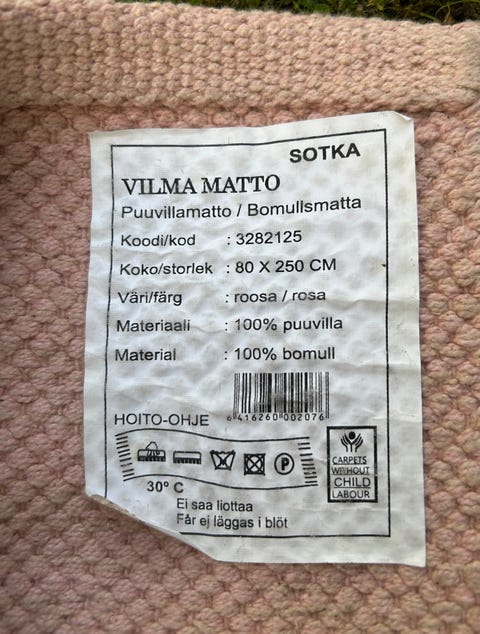 SOTKA
VILMA MATTO
Puuvillamatto / Bomullsmatta
Koodi/kod : 3282125
Koko/storlek : 80 X 250 CM
Väri/färg : roosa / rosa
Materiaali : 100% puuvilla
Material : 100% bomull
6 416260 002076
HOITO-OHJE
P
CARPETS
WITHOUT
CHILD
LABOUR
30º C
Ei saa liottaa
Får ej läggas i blöt